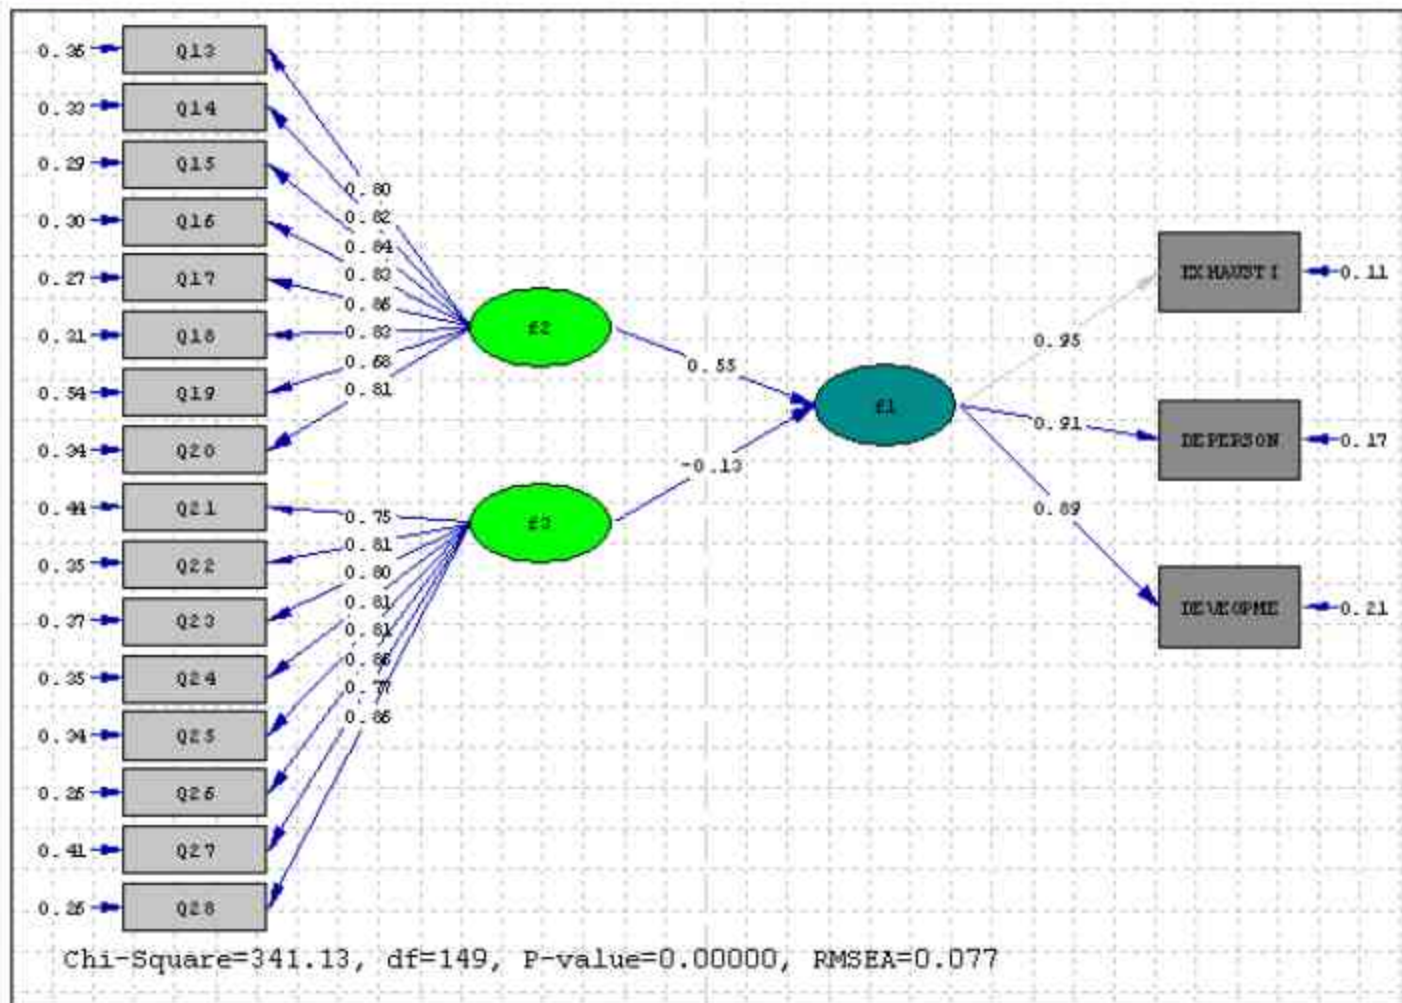 0.35 Q13
0.33 Q14
0.29 Q15
0.30 Q16
0.27 Q17
0.31 Q18
0.54 Q19
0.34 Q20
0.44 Q21
0.35 Q22
0.37 Q23
0.35 Q24
0.34 Q25
0.25 Q26
0.41 Q27
0.26 Q28
0.80
0.82
0.84
0.83
0.86
0.83
0.68
0.81
0.75
0.81
0.80
0.81
0.81
0.77
0.86
f2
f3
0.55
-0.13
f1
0.95
0.91
0.89
EXHAUSTI 0.11
DEPERSON 0.17
DEVEOPME 0.21
Chi-Square=341.13, df=149, P-value=0.00000, RMSEA=0.077